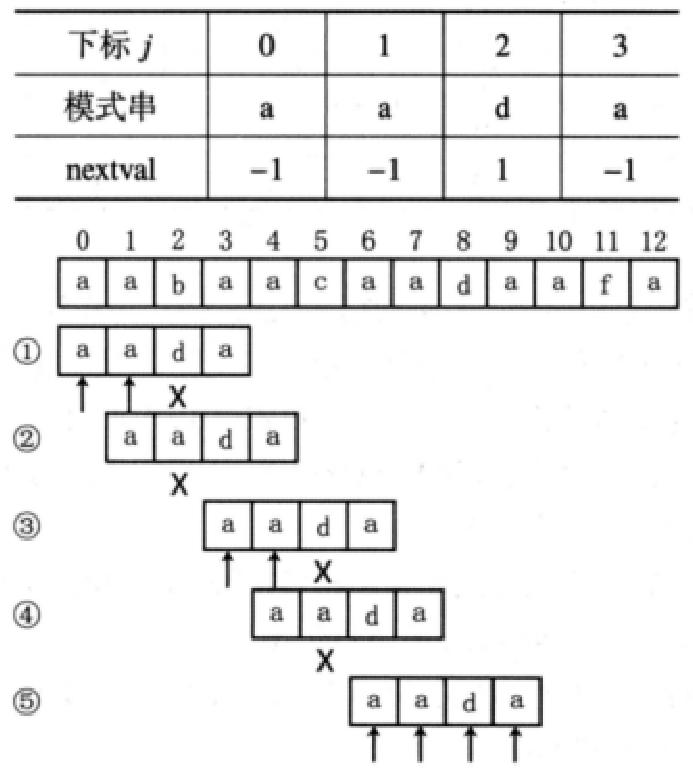 下标 j 0 1 2 3
模式串 a a d a
nextval −1 −1 1 −1
0 1 2 3 4 5 6 7 8 9 10 11 12
a a b a a c a a d a a f a
① a a d a
X
② a a d a
X
③ a a d a
X
④ a a d a
X
⑤ a a d a